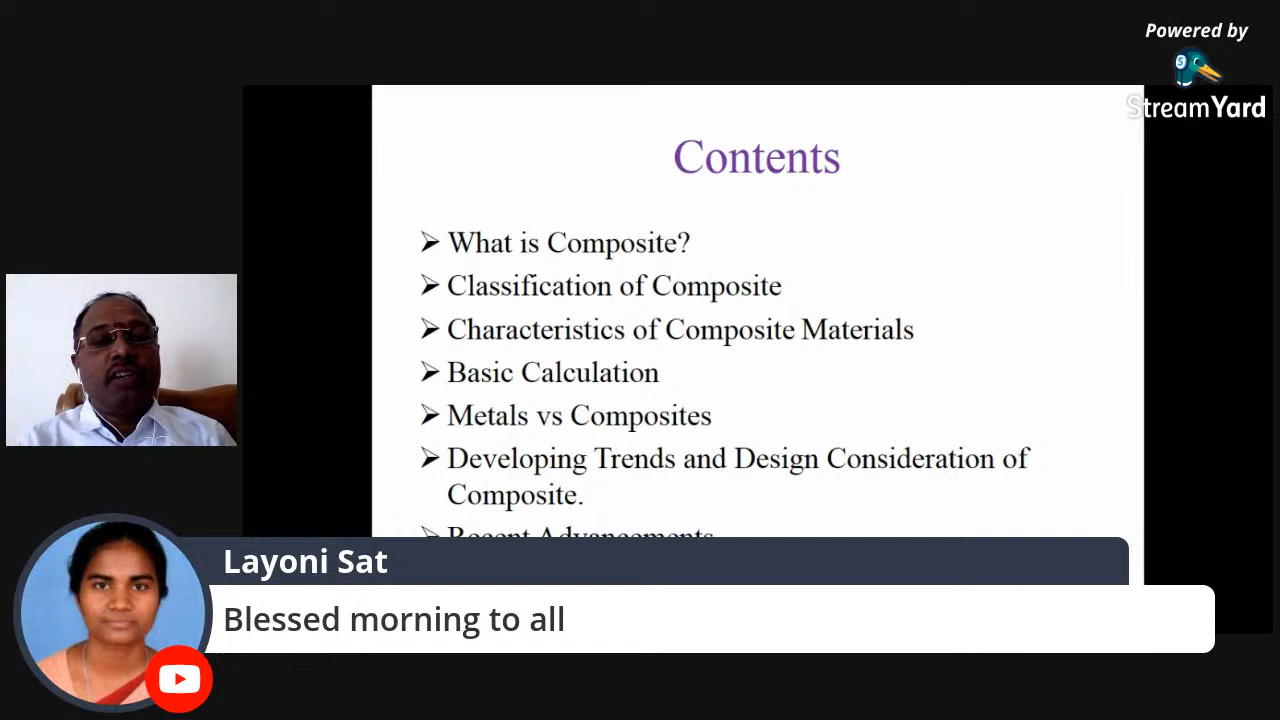 Powered by
StreamYard
Contents
➢ What is Composite?
➢ Classification of Composite
➢ Characteristics of Composite Materials
➢ Basic Calculation
➢ Metals vs Composites
➢ Developing Trends and Design Consideration of
Composite.
➢ Recent Advancements
Layoni Sat
Blessed morning to all